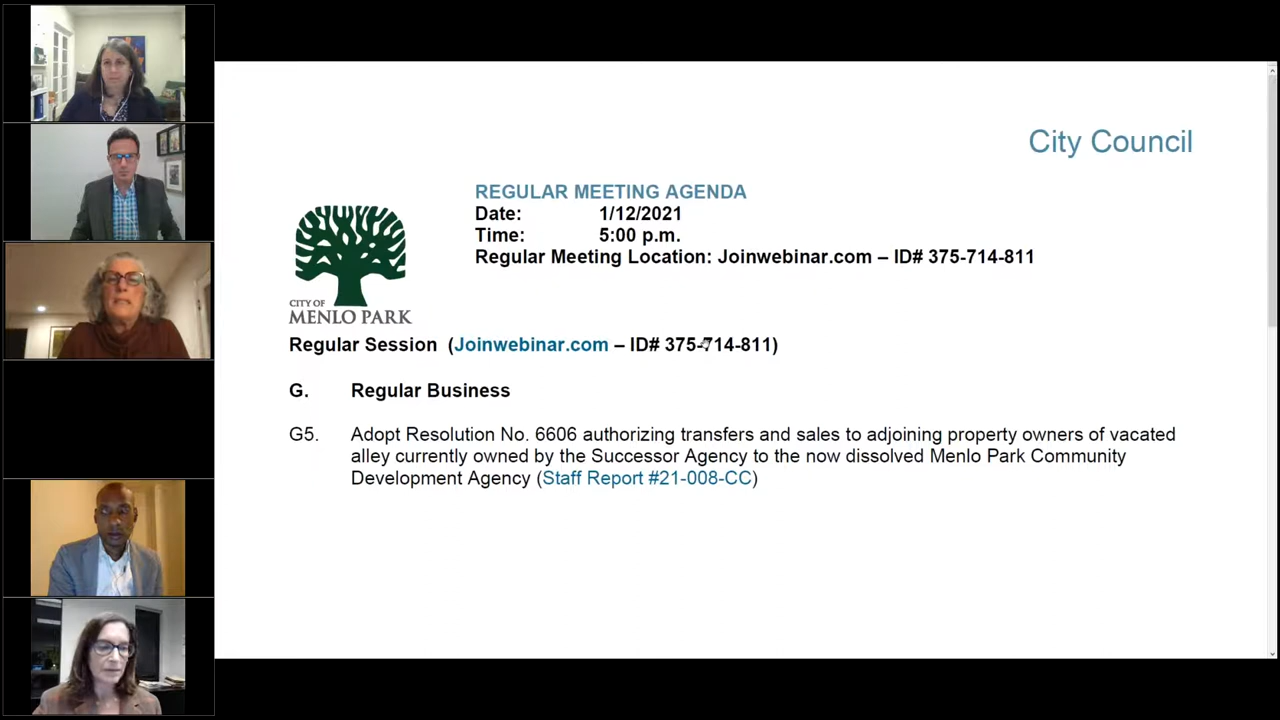 City Council
REGULAR MEETING AGENDA
Date: 1/12/2021
Time: 5:00 p.m.
Regular Meeting Location: Joinwebinar.com – ID# 375-714-811
CITY OF
MENLO PARK
Regular Session (Joinwebinar.com – ID# 375-714-811)
G. Regular Business
G5. Adopt Resolution No. 6606 authorizing transfers and sales to adjoining property owners of vacated
alley currently owned by the Successor Agency to the now dissolved Menlo Park Community
Development Agency (Staff Report #21-008-CC)